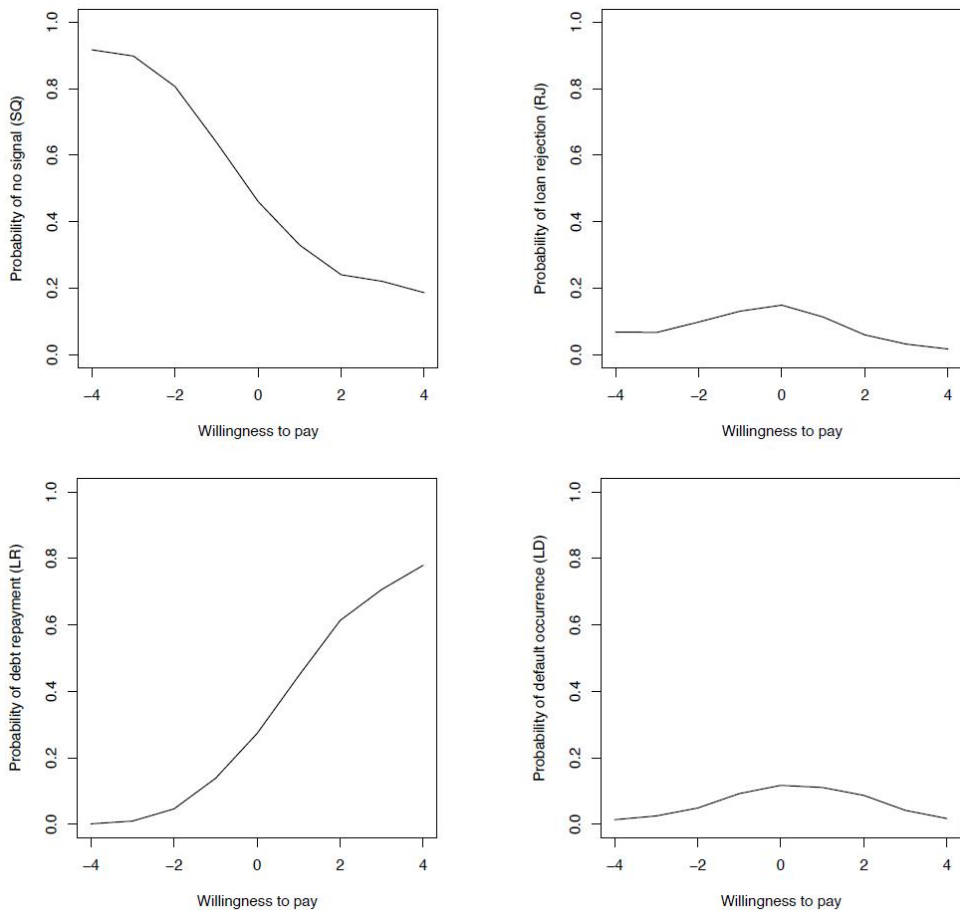 Probability of no signal (SQ)
1.0
0.8
0.6
0.4
0.2
0.0
−4 −2 0 2 4
Willingness to pay
Probability of loan rejection (RJ)
1.0
0.8
0.6
0.4
0.2
0.0
−4 −2 0 2 4
Willingness to pay
Probability of debt repayment (LR)
1.0
0.8
0.6
0.4
0.2
0.0
−4 −2 0 2 4
Willingness to pay
Probability of default occurrence (LD)
1.0
0.8
0.6
0.4
0.2
0.0
−4 −2 0 2 4
Willingness to pay